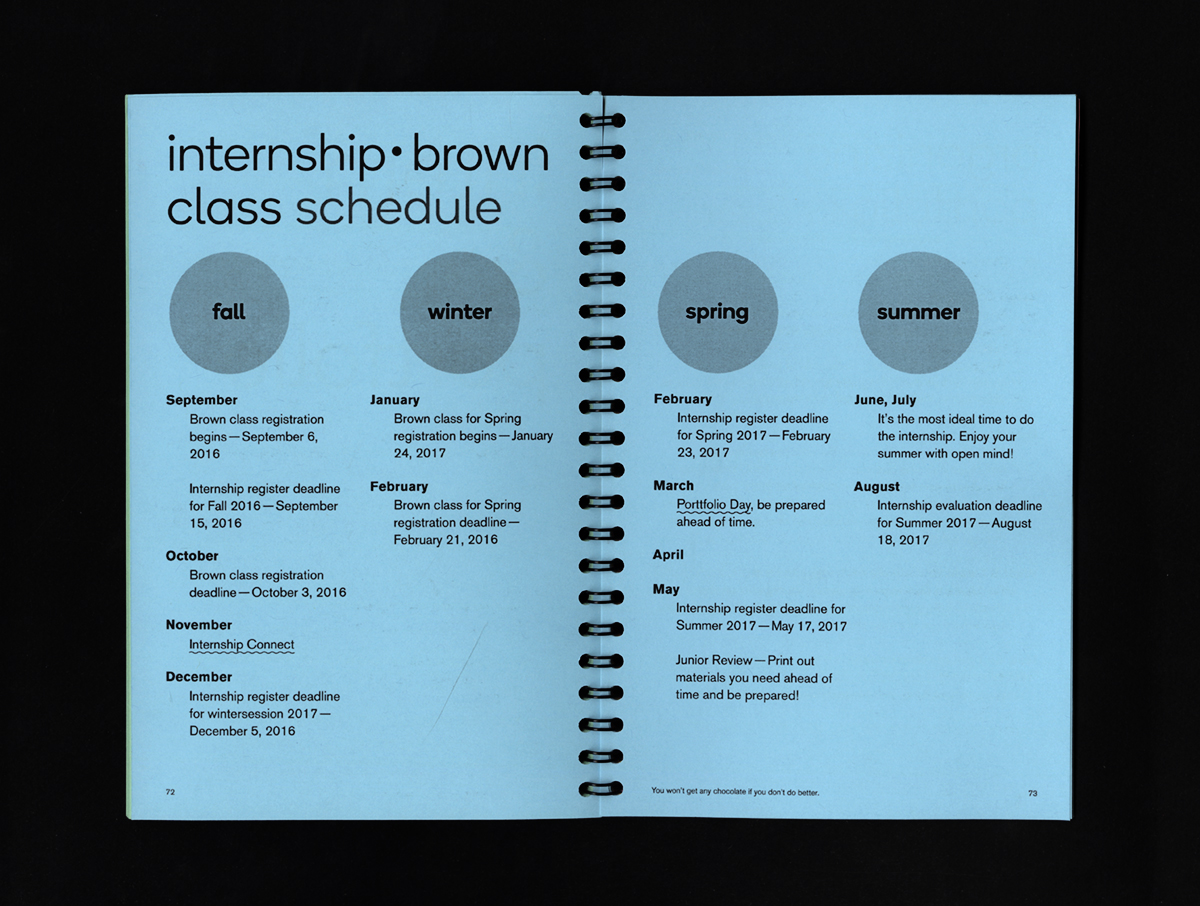 internship • brown
class schedule
fall
September
Brown class registration
begins — September 6,
2016
Internship register deadline
for Fall 2016 — September
15, 2016
October
Brown class registration
deadline — October 3, 2016
November
Internship Connect
December
Internship register deadline
for wintersession 2017 —
December 5, 2016
winter
January
Brown class for Spring
registration begins — January
24, 2017
February
Brown class for Spring
registration deadline —
February 21, 2016
72
spring
February
Internship register deadline
for Spring 2017 — February
23, 2017
March
Porttfolio Day, be prepared
ahead of time.
April
May
Internship register deadline for
Summer 2017 — May 17, 2017
Junior Review — Print out
materials you need ahead of
time and be prepared!
summer
June, July
It's the most ideal time to do
the internship. Enjoy your
summer with open mind!
August
Internship evaluation deadline
for Summer 2017 — August
18, 2017
You won't get any chocolate if you don't do better.
73